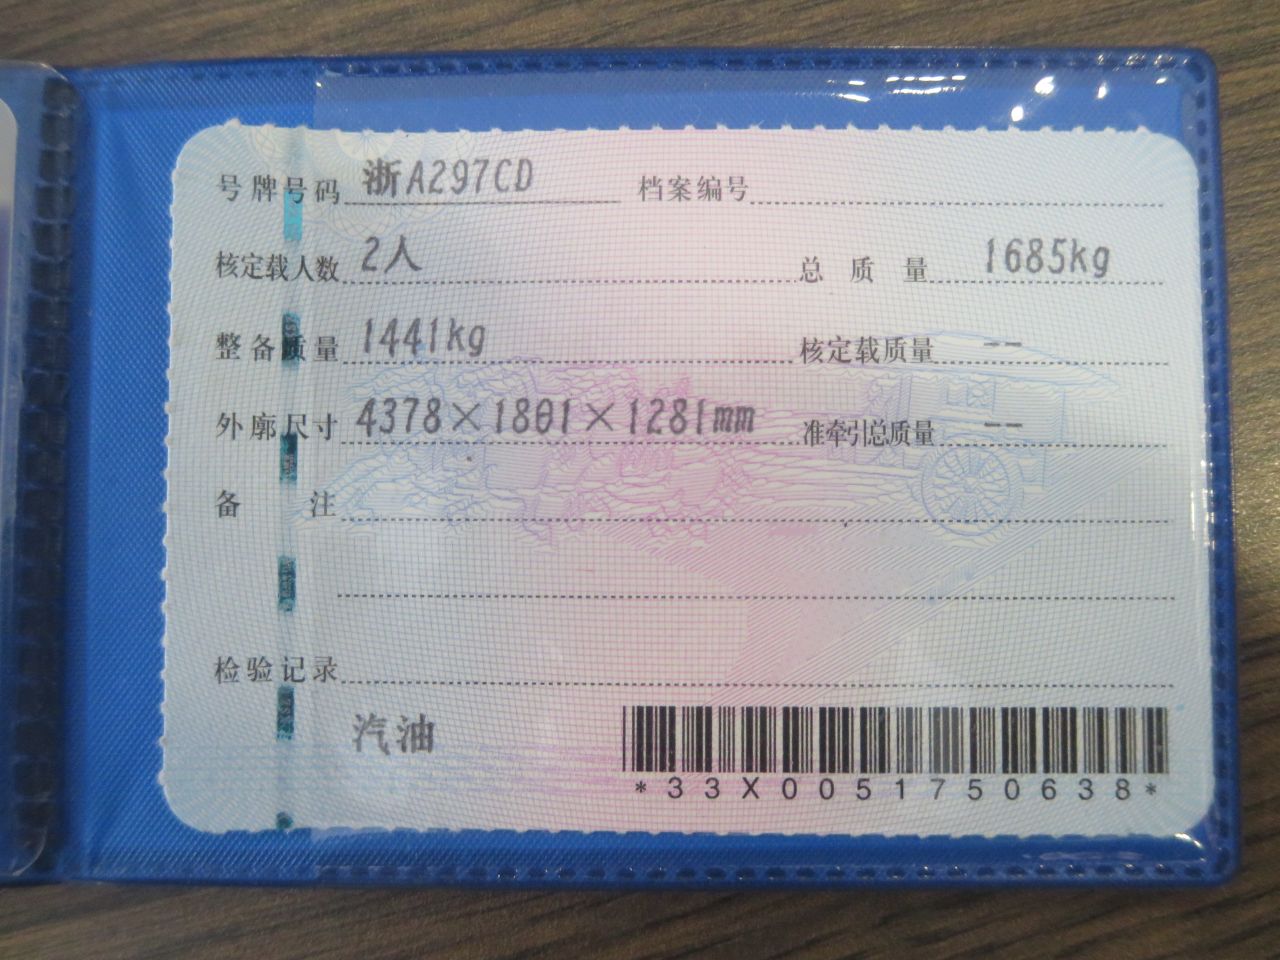 号牌号码 浙A297CD 档案编号
核定载人数 2人 总质量 1685kg
整备质量 1441kg 核定载质量 --
外廓尺寸 4378×1801×1281mm 准牵引总质量 --
备注
检验记录
汽油
*33X0051750638*